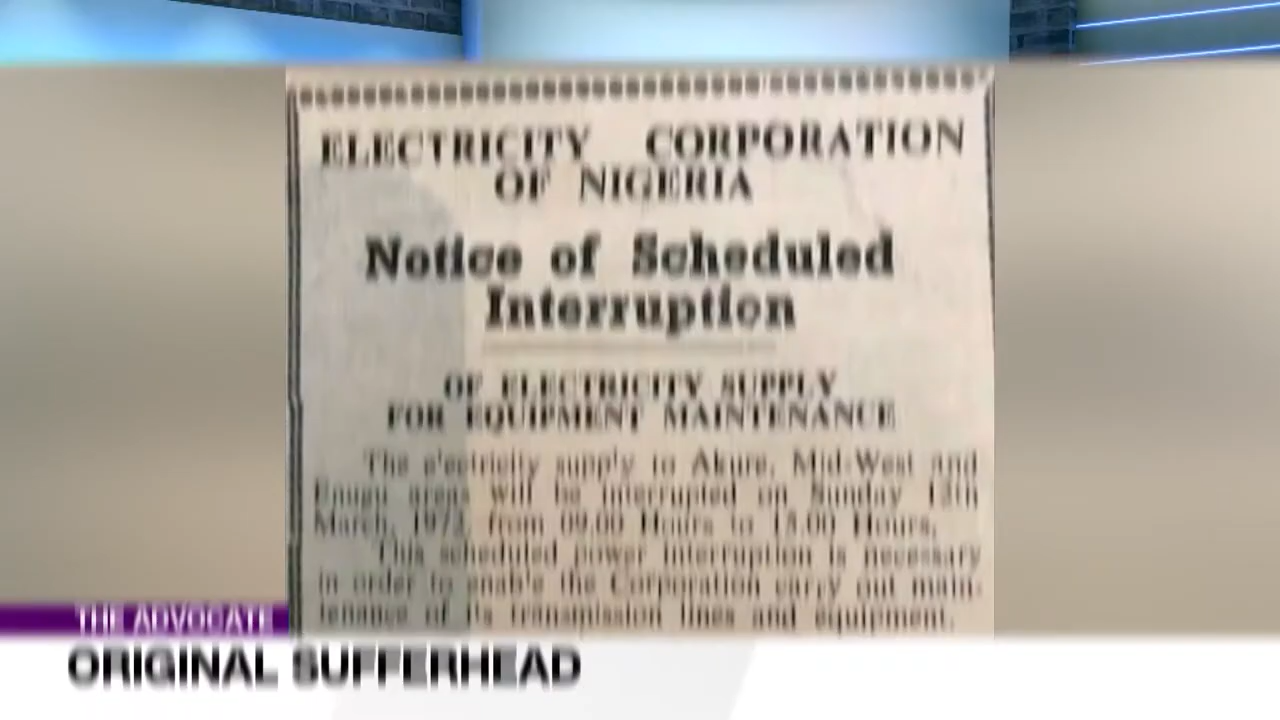 ELECTRICITY CORPORATION
OF NIGERIA
Notice of Scheduled
Interruption
OF ELECTRICITY SUPPLY
FOR EQUIPMENT MAINTENANCE
The electricity supply to Akure, Mid-West and
Enugu areas will be interrupted on Sunday 12th
March, 1972, from 09.00 Hours to 15.00 Hours.
This scheduled power interruption is necessary
in order to enable the Corporation carry out main-
tenance of its transmission lines and equipment.
THE ADVOCATE
ORIGINAL SUFFERHEAD